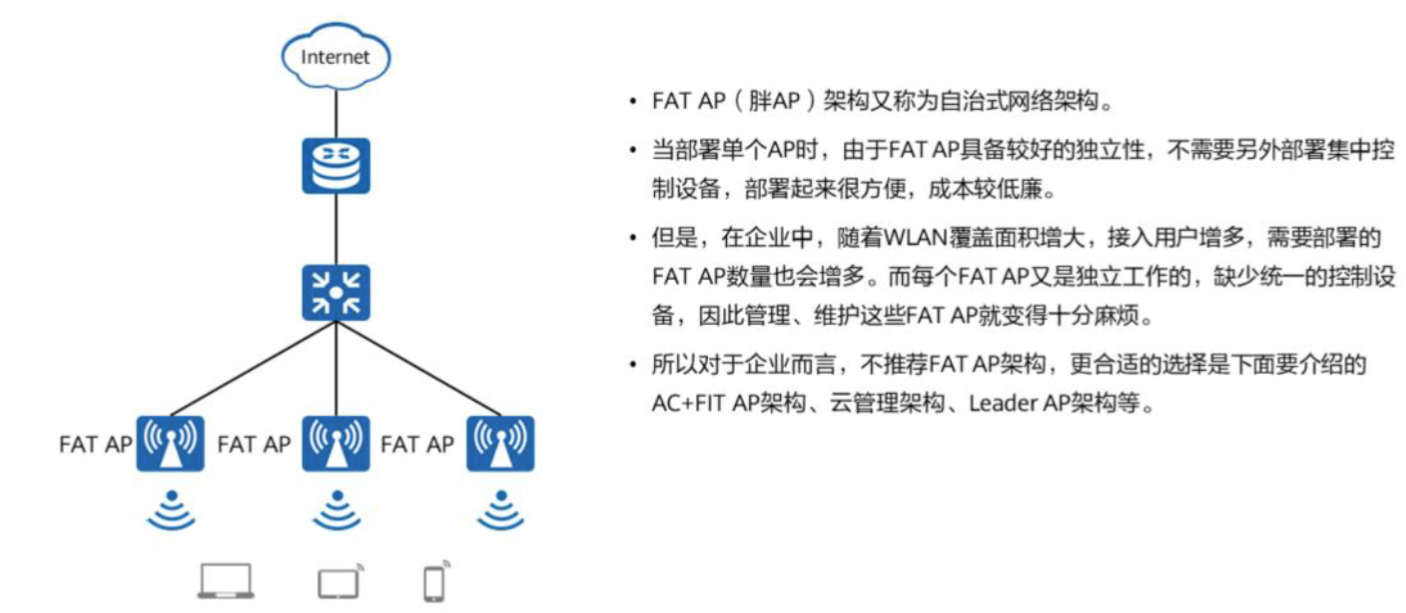 Internet
• FAT AP（胖AP）架构又称为自治式网络架构。
• 当部署单个AP时，由于FAT AP具备较好的独立性，不需要另外部署集中控
制设备，部署起来很方便，成本较低廉。
• 但是，在企业中，随着WLAN覆盖面积增大，接入用户增多，需要部署的
FAT AP数量也会增多。而每个FAT AP又是独立工作的，缺少统一的控制设
备，因此管理、维护这些FAT AP就变得十分麻烦。
• 所以对于企业而言，不推荐FAT AP架构，更合适的选择是下面要介绍的
AC+FIT AP架构、云管理架构、Leader AP架构等。
FAT AP
FAT AP
FAT AP